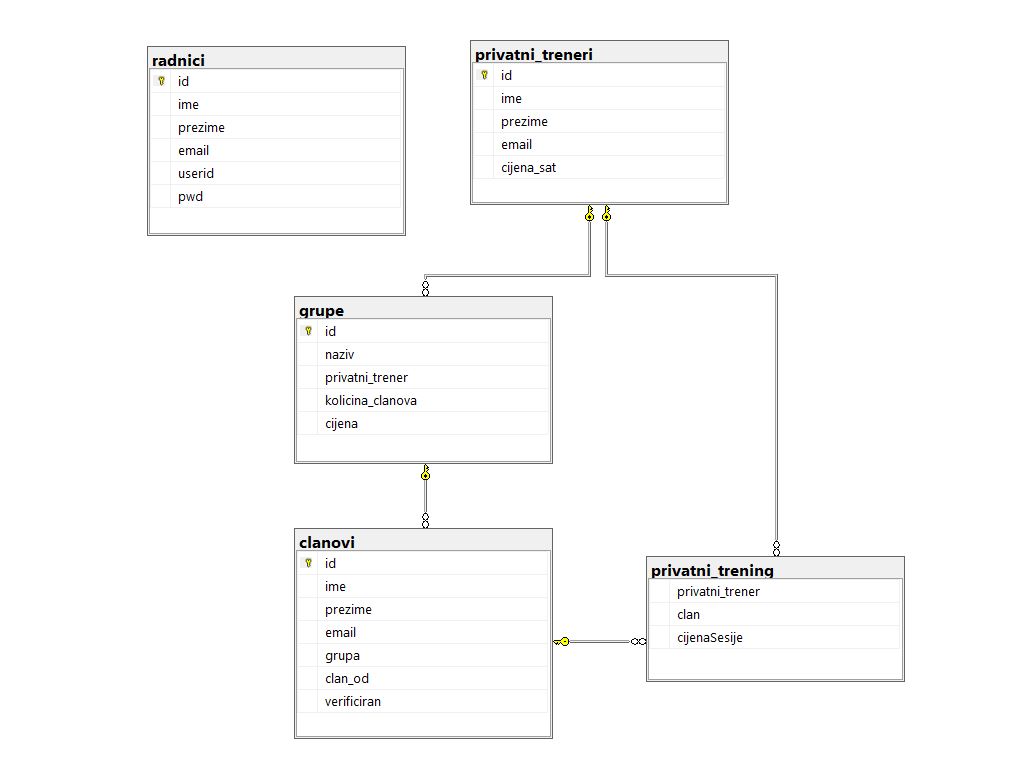 radnici
id
ime
prezime
email
userid
pwd
privatni_treneri
id
ime
prezime
email
cijena_sat
grupe
id
naziv
privatni_trener
kolicina_clanova
cijena
clanovi
id
ime
prezime
email
grupa
clan_od
verificiran
privatni_trening
privatni_trener
clan
cijenaSesije